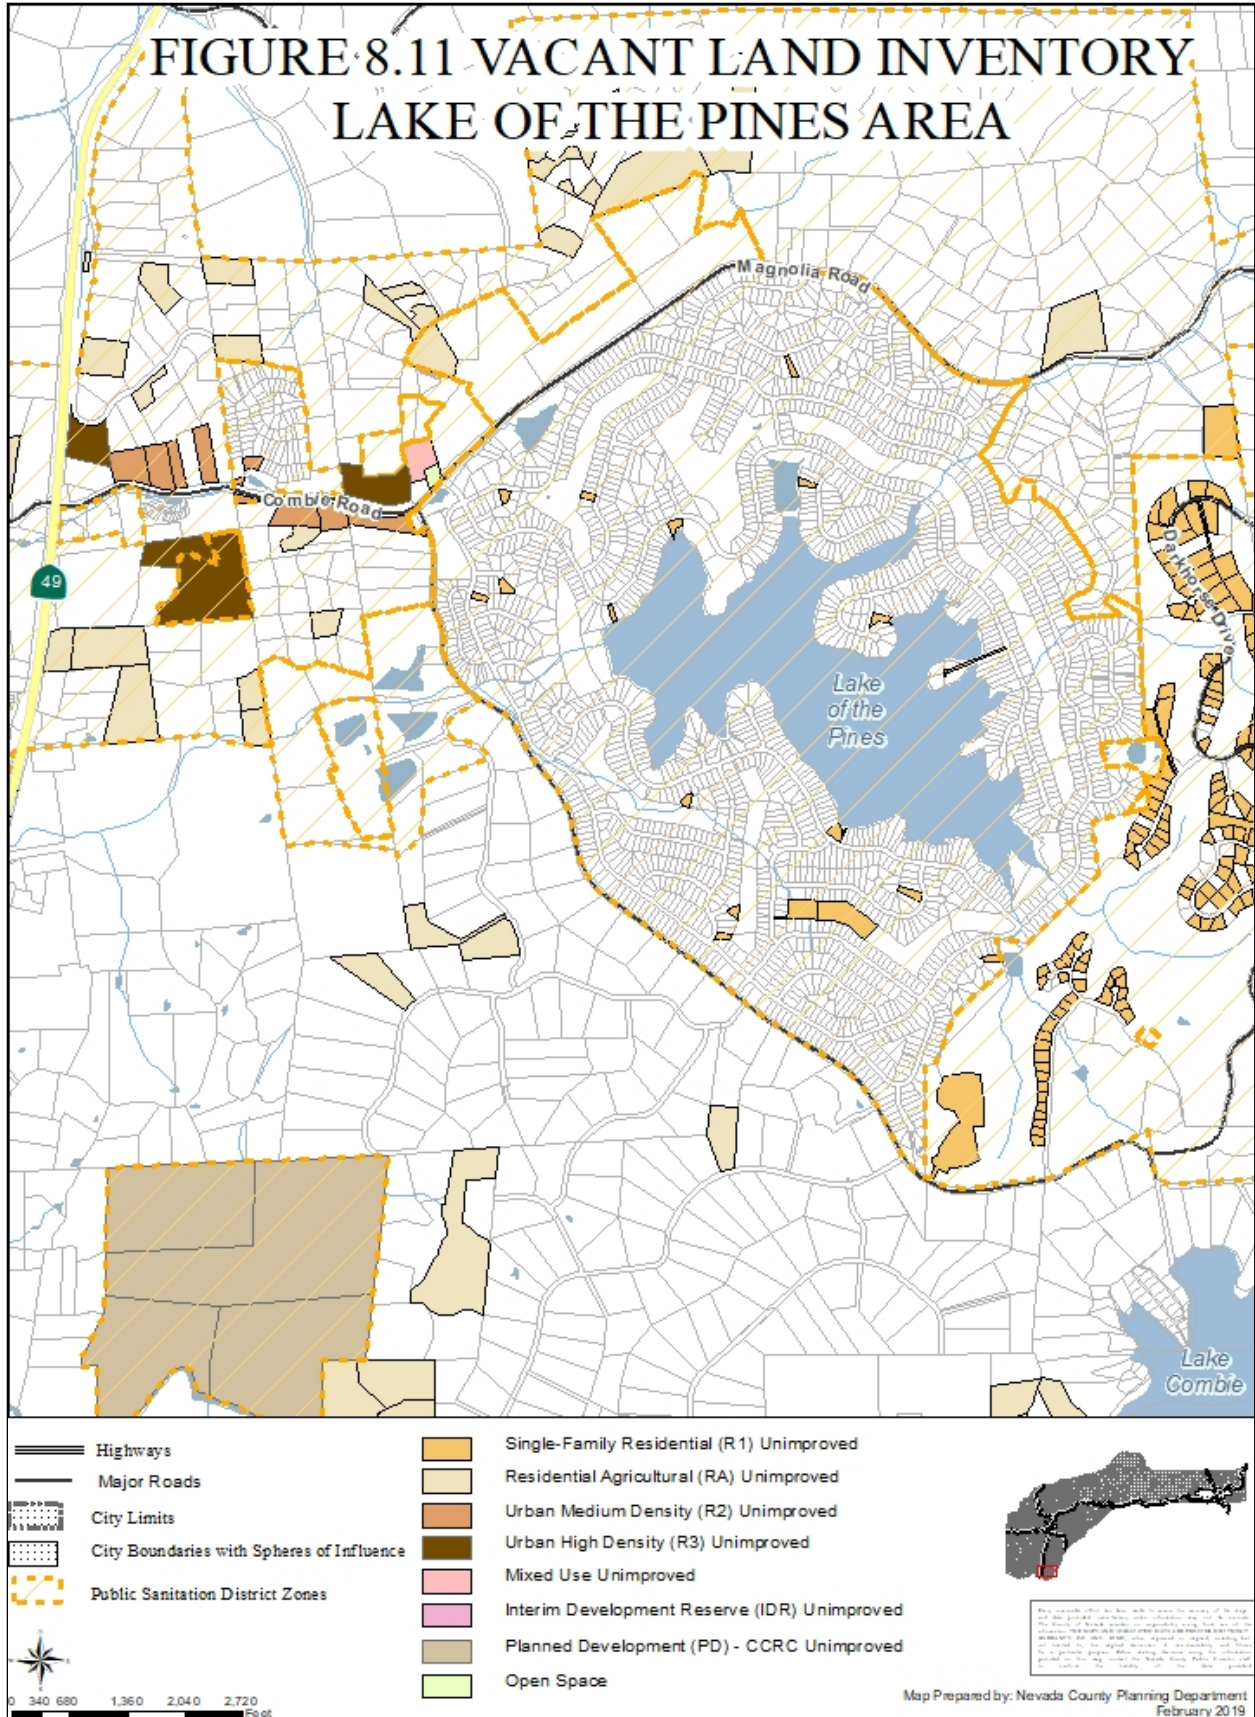 FIGURE 8.11 VACANT LAND INVENTORY
LAKE OF THE PINES AREA
Magnolia Road
Combie Road
49
Darkhorse Drive
Lake
of the
Pines
Lake
Combie
Highways
Major Roads
City Limits
City Boundaries with Spheres of Influence
Public Sanitation District Zones
0 340 680 1,360 2,040 2,720
Feet
Single-Family Residential (R1) Unimproved
Residential Agricultural (RA) Unimproved
Urban Medium Density (R2) Unimproved
Urban High Density (R3) Unimproved
Mixed Use Unimproved
Interim Development Reserve (IDR) Unimproved
Planned Development (PD) - CCRC Unimproved
Open Space
Map Prepared by: Nevada County Planning Department
February 2019